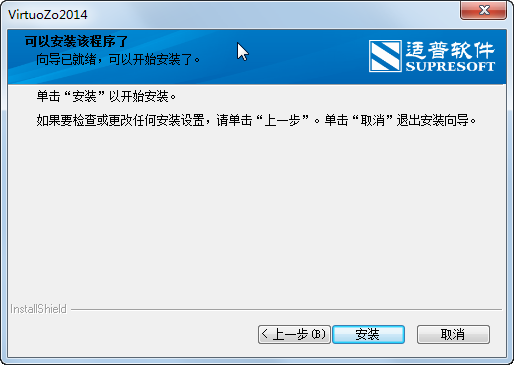 VirtuoZo2014
可以安装该程序了
向导已就绪，可以开始安装了。
适普软件
SUPRESOFT
单击“安装”以开始安装。
如果要检查或更改任何安装设置，请单击“上一步”。单击“取消”退出安装向导。
InstallShield
< 上一步(B)
安装
取消